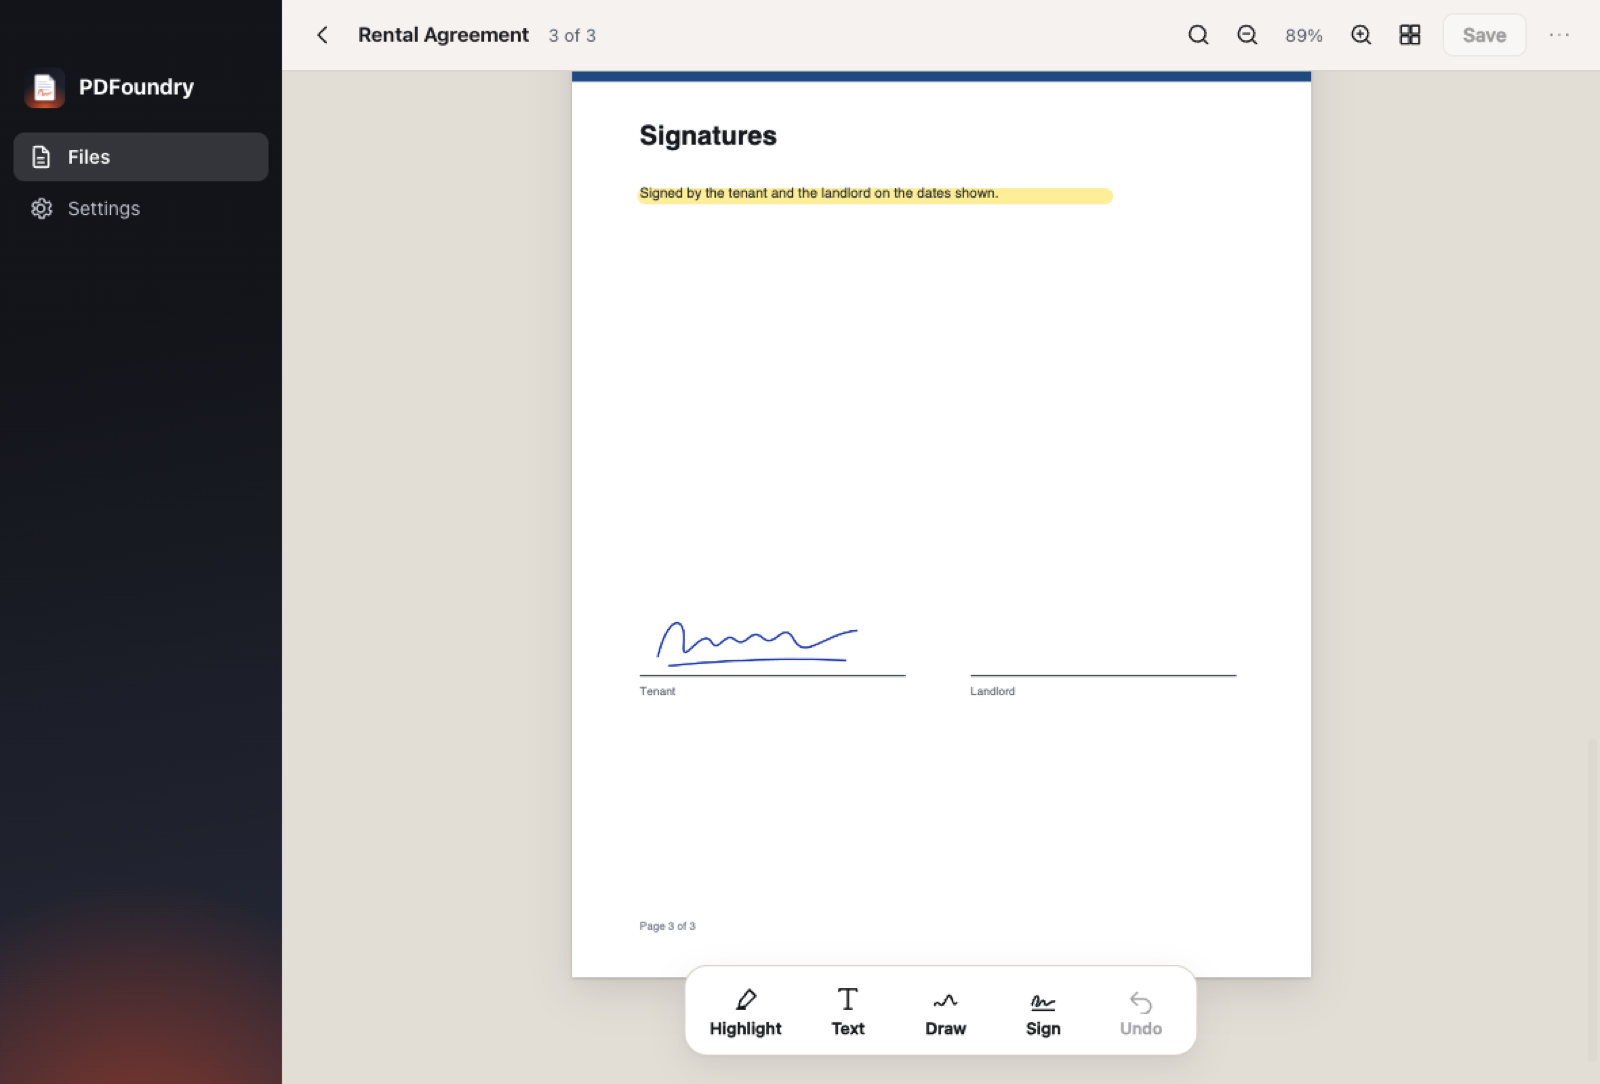 Rental Agreement 3 of 3
89%
Save
PDFoundry
Files
Settings
Signatures
Signed by the tenant and the landlord on the dates shown.
Tenant
Landlord
Page 3 of 3
Highlight
Text
Draw
Sign
Undo